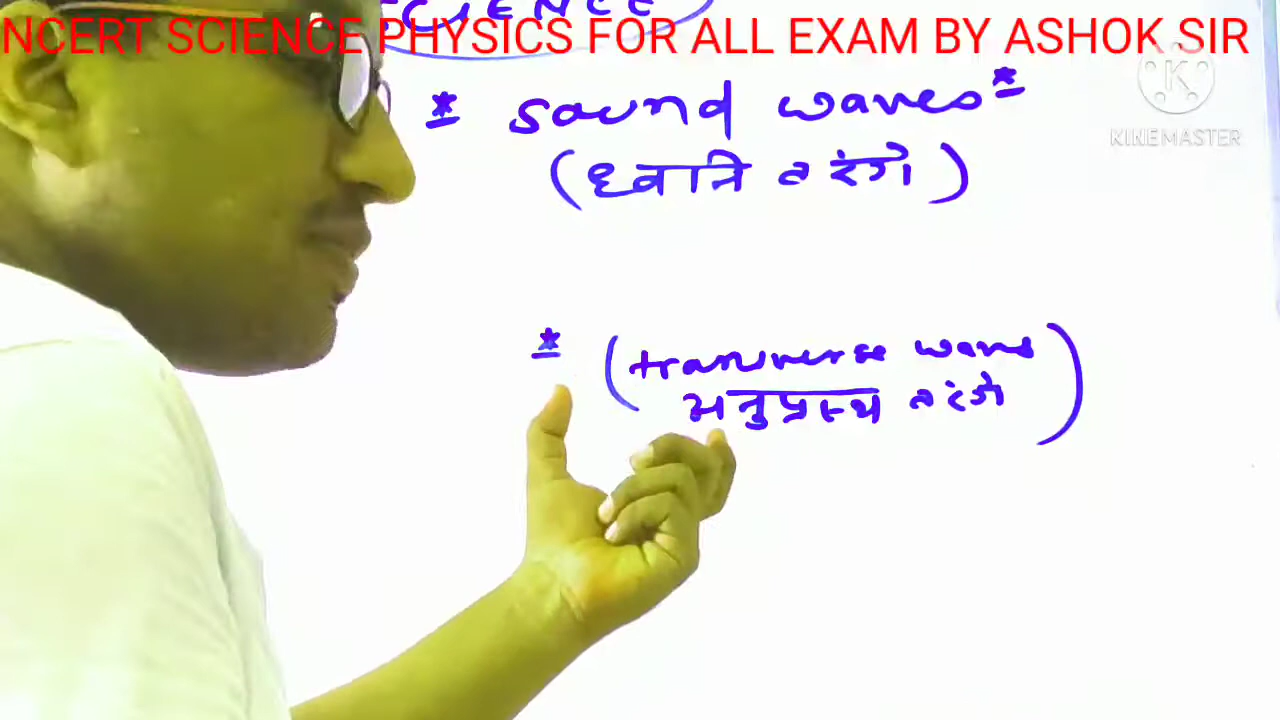 SCIENCE)
NCERT SCIENCE PHYSICS FOR ALL EXAM BY ASHOK SIR
* Sound waves *
(ध्वनि तरंगे)
KINEMASTER
* (transverse wave
अनुप्रस्थ तरंगे)